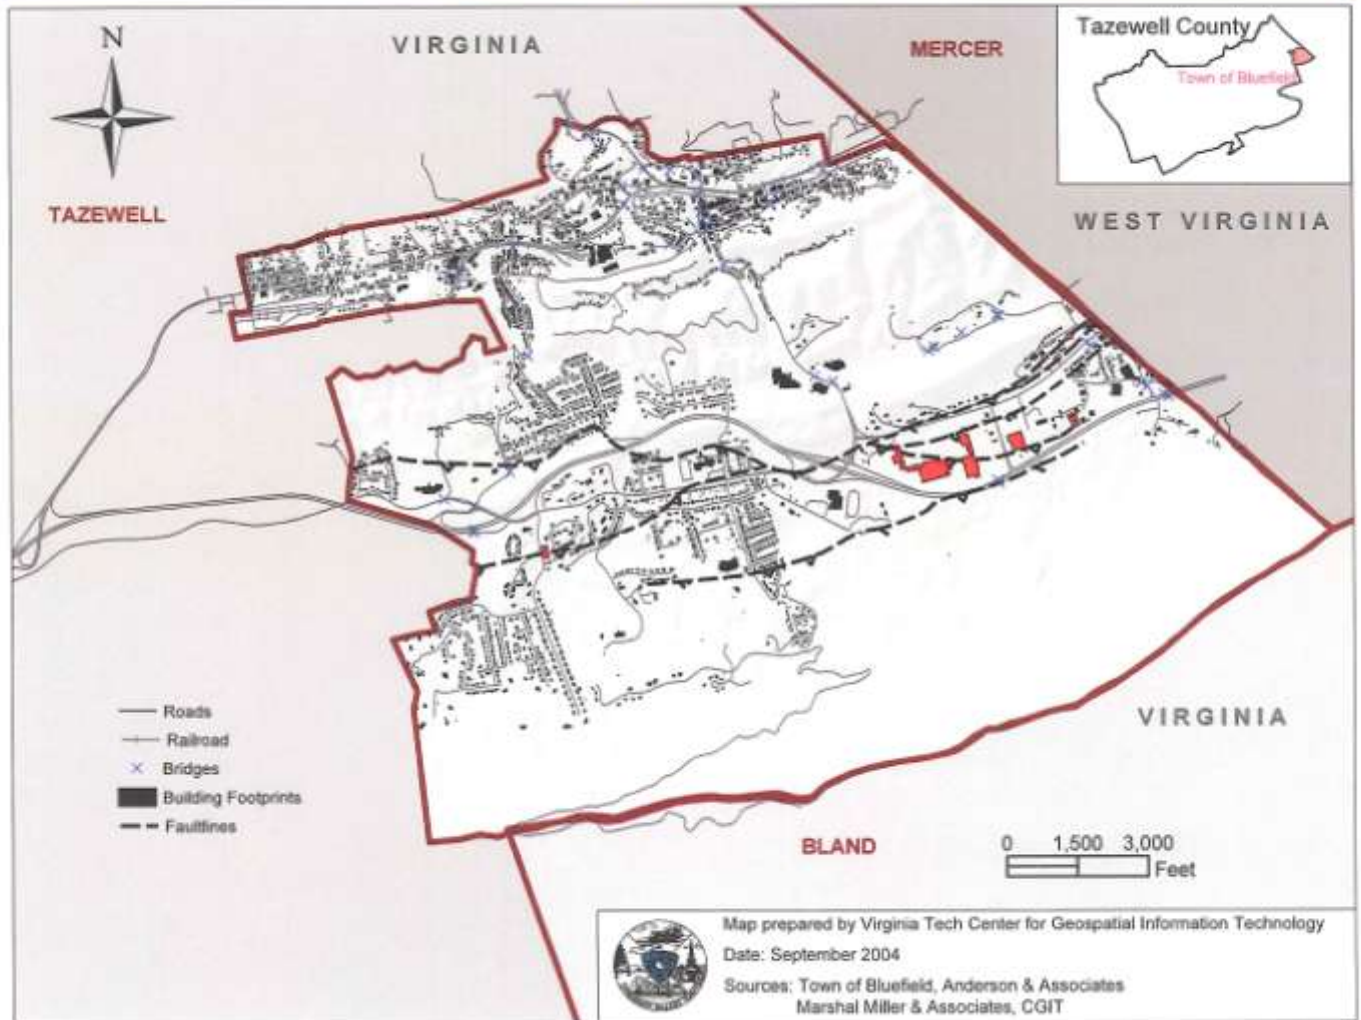 N
VIRGINIA
MERCER
Tazewell County
Town of Bluefield
TAZEWELL
WEST VIRGINIA
Roads
Railroad
Bridges
Building Footprints
Faultlines
VIRGINIA
BLAND
0 1,500 3,000
Feet
Map prepared by Virginia Tech Center for Geospatial Information Technology
Date: September 2004
Sources: Town of Bluefield, Anderson & Associates
Marshal Miller & Associates, CGIT